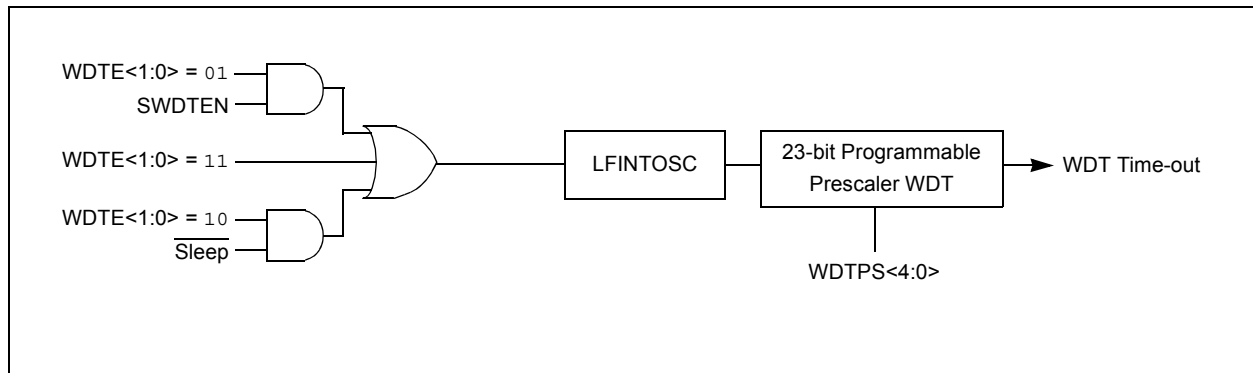 WDTE<1:0> = 01
SWDTEN
WDTE<1:0> = 11
WDTE<1:0> = 10
Sleep
LFINTOSC
23-bit Programmable
Prescaler WDT
WDT Time-out
WDTPS<4:0>